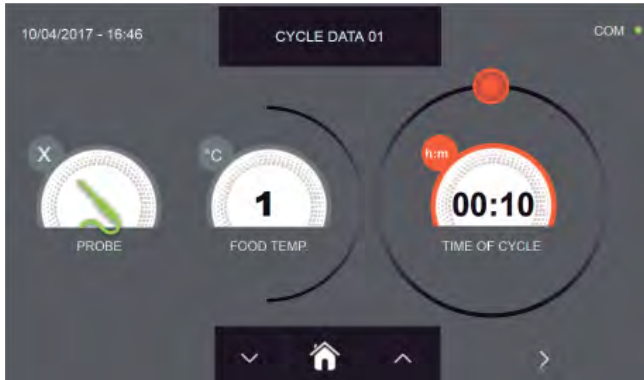 10/04/2017 - 16:46
CYCLE DATA 01
COM
X
°C
h:m
1
00:10
PROBE
FOOD TEMP.
TIME OF CYCLE